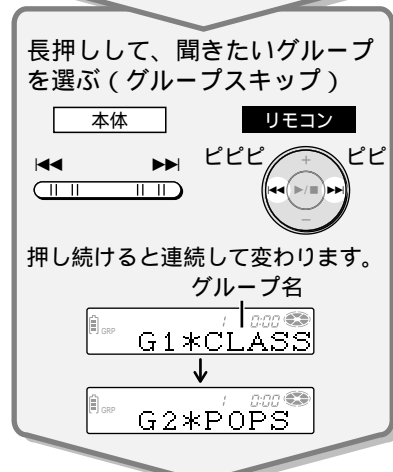 長押しして、聞きたいグループ
を選ぶ(グループスキップ)
本体
リモコン
ピピピ
ピピ
押し続けると連続して変わります。
グループ名
GRP
1 0:00
G1*CLASS
GRP
1 0:00
G2*POPS